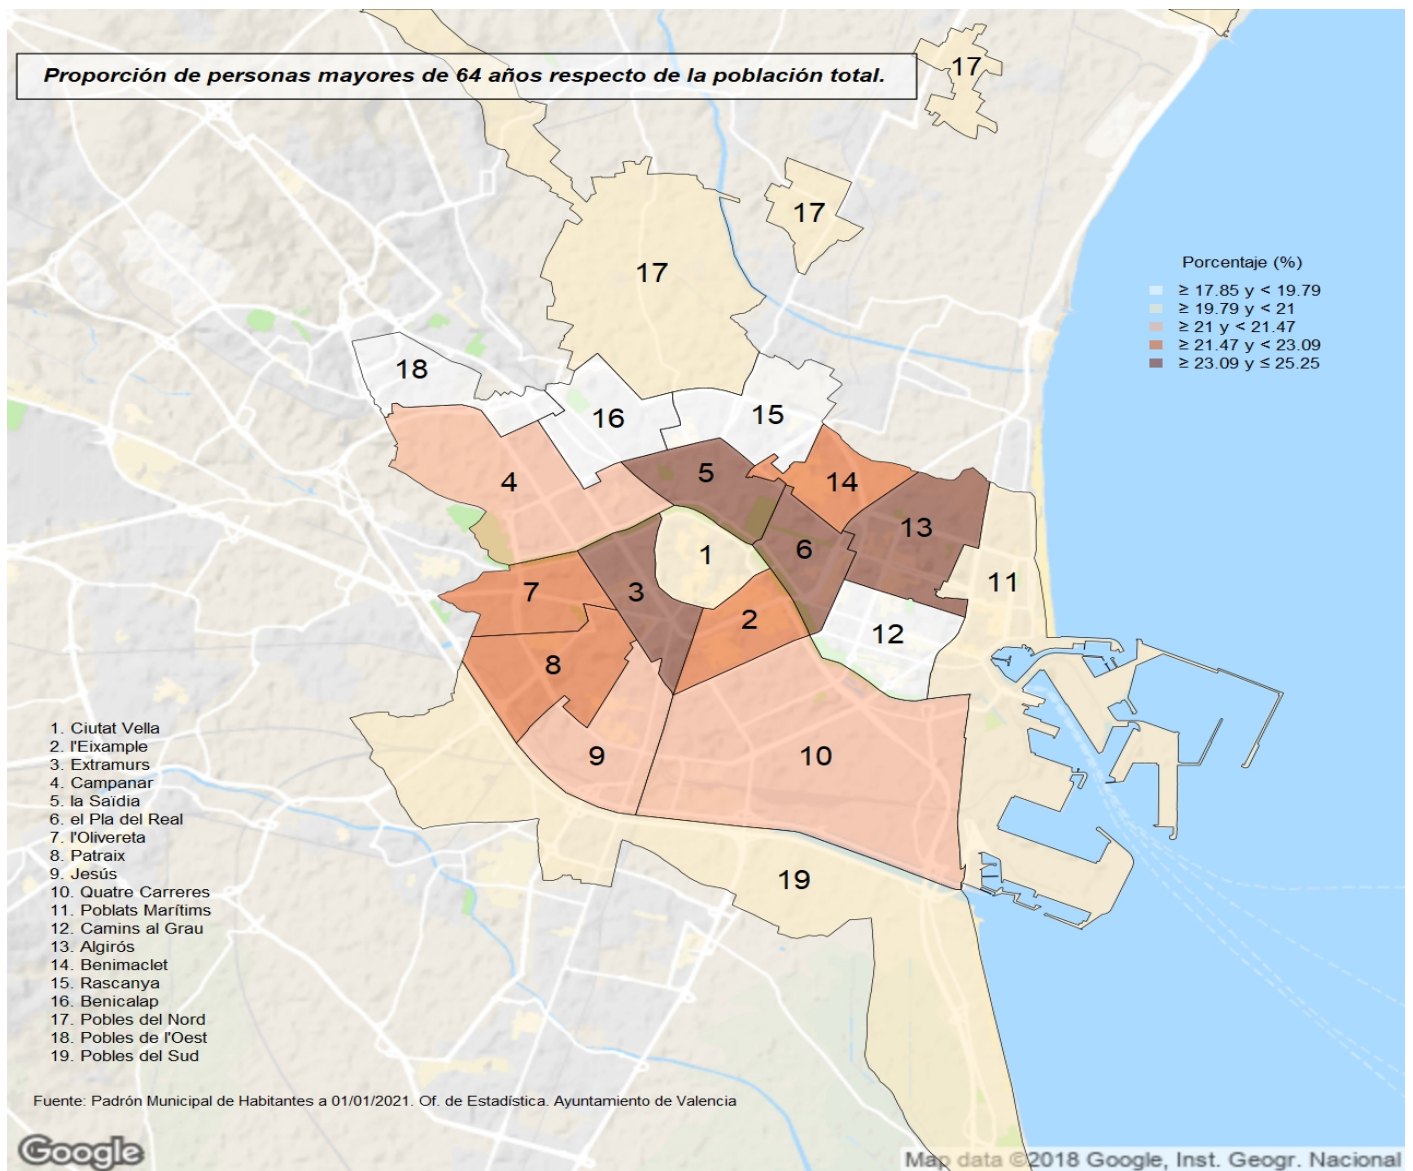 Proporción de personas mayores de 64 años respecto de la población total.
17
17
17
Porcentaje (%)
≥ 17.85 y < 19.79
≥ 19.79 y < 21
≥ 21 y < 21.47
≥ 21.47 y < 23.09
≥ 23.09 y ≤ 25.25
18
16
15
5
4
14
13
6
1
11
7
3
2
12
8
9
10
19
1. Ciutat Vella
2. l'Eixample
3. Extramurs
4. Campanar
5. la Saïdia
6. el Pla del Real
7. l'Olivereta
8. Patraix
9. Jesús
10. Quatre Carreres
11. Poblats Marítims
12. Camins al Grau
13. Algirós
14. Benimaclet
15. Rascanya
16. Benicalap
17. Pobles del Nord
18. Pobles de l'Oest
19. Pobles del Sud
Fuente: Padrón Municipal de Habitantes a 01/01/2021. Of. de Estadística. Ayuntamiento de Valencia
Google
Map data ©2018 Google, Inst. Geogr. Nacional